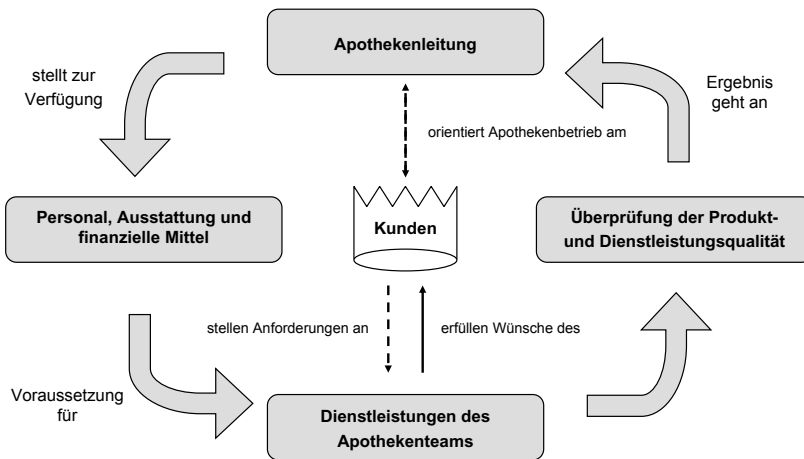 Apothekenleitung
stellt zur
Verfügung
Ergebnis
geht an
orientiert Apothekenbetrieb am
Personal, Ausstattung und
finanzielle Mittel
Kunden
Überprüfung der Produkt-
und Dienstleistungsqualität
stellen Anforderungen an
erfüllen Wünsche des
Voraussetzung
für
Dienstleistungen des
Apothekenteams